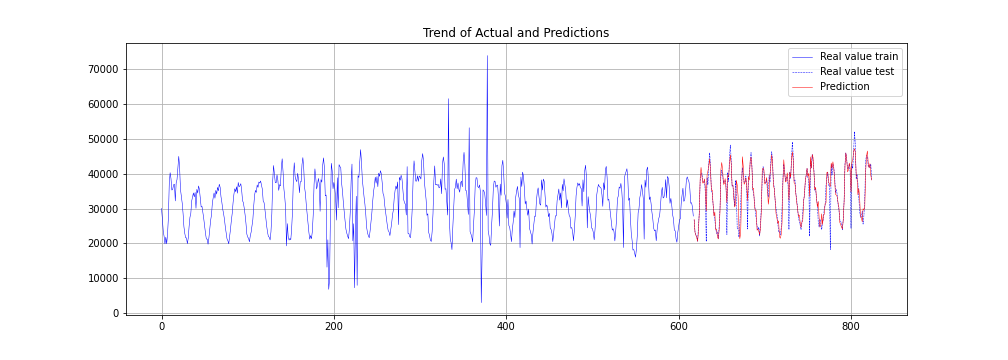 Trend of Actual and Predictions
Real value train
Real value test
Prediction
70000
60000
50000
40000
30000
20000
10000
0
0 200 400 600 800